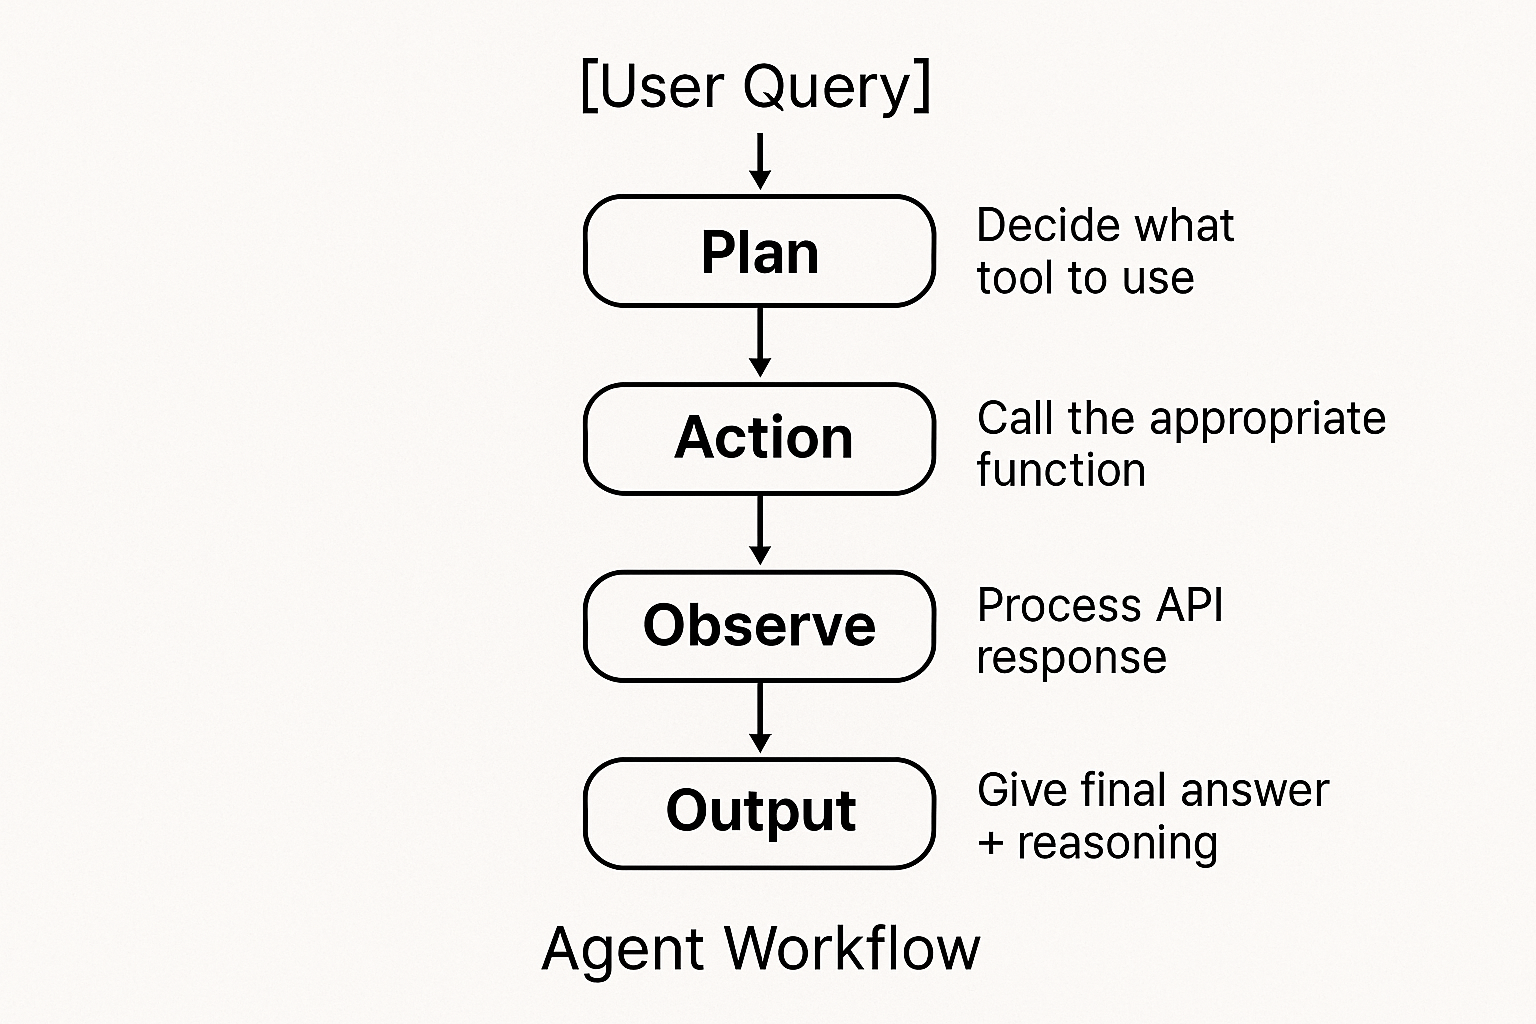 [User Query]
Plan
Decide what
tool to use
Action
Call the appropriate
function
Observe
Process API
response
Output
Give final answer
+ reasoning
Agent Workflow